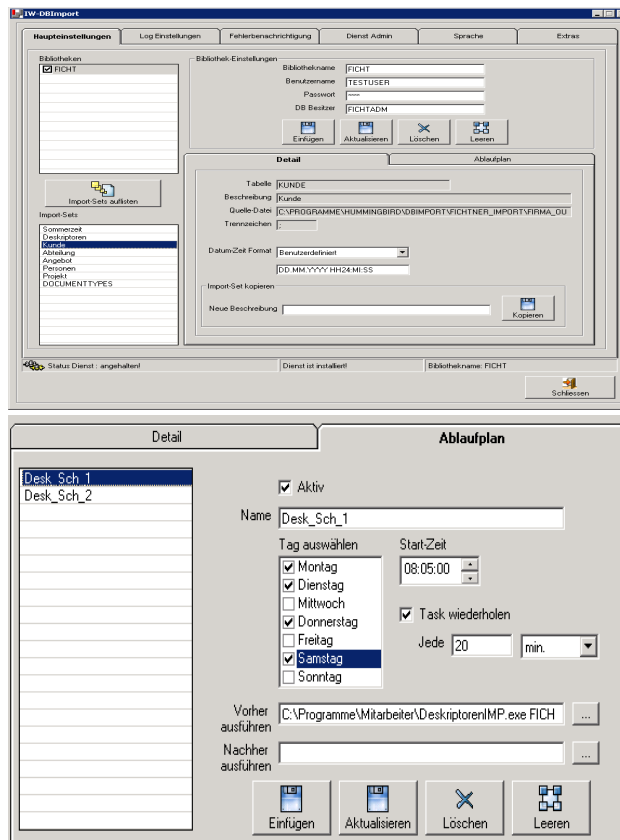 IW-DBImport
Haupteinstellungen
Log Einstellungen
Fehlerbenachrichtigung
Dienst Admin
Sprache
Extras
Bibliotheken
FICHT
Import-Sets auflisten
Import-Sets
Sommerzeit
Deskriptoren
Kunde
Abteilung
Angebot
Personen
Projekt
DOCUMENTTYPES
Bibliothek-Einstellungen
Bibliothekname FICHT
Benutzername TESTUSER
Passwort ****
DB Besitzer FICHTADM
Einfügen
Aktualisieren
Löschen
Leeren
Detail
Ablaufplan
Tabelle KUNDE
Beschreibung Kunde
Quelle-Datei C:\PROGRAMME\HUMMINGBIRD\DBIMPORT\FICHTNER_IMPORT\FIRMA_OU
Trennzeichen ;
Datum-Zeit Format Benutzerdefiniert
DD.MM.YYYY HH24:MI:SS
Import-Set kopieren
Neue Beschreibung
Kopieren
Status Dienst : angehalten!
Dienst ist installiert!
Bibliothekname: FICHT
Schliessen
Detail
Ablaufplan
Desk_Sch_1
Desk_Sch_2
Aktiv
Name Desk_Sch_1
Tag auswählen
Montag
Dienstag
Mittwoch
Donnerstag
Freitag
Samstag
Sonntag
Start-Zeit
08:05:00
Task wiederholen
Jede 20 min.
Vorher
ausführen
C:\Programme\Mitarbeiter\DeskriptorenIMP.exe FICH
...
Nachher
ausführen
...
Einfügen
Aktualisieren
Löschen
Leeren